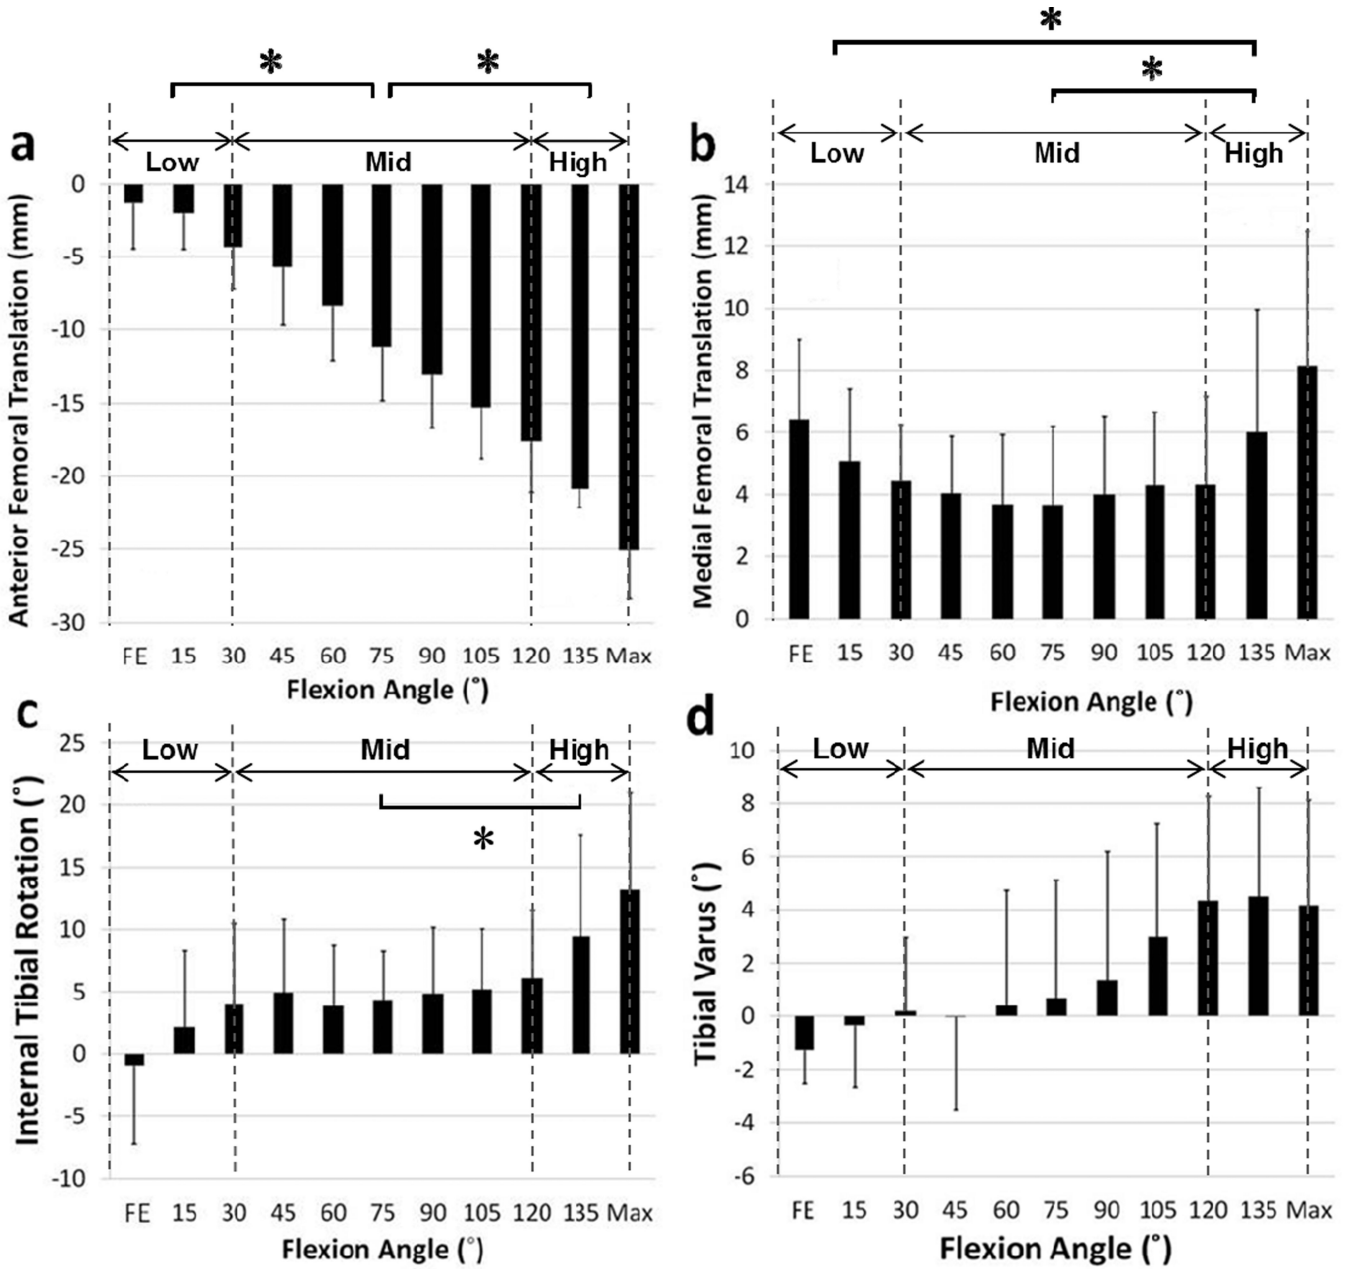 * *
a
Low Mid High
Anterior Femoral Translation (mm)
0
-5
-10
-15
-20
-25
-30
FE 15 30 45 60 75 90 105 120 135 Max
Flexion Angle (°)
*
*
b
Low Mid High
Medial Femoral Translation (mm)
14
12
10
8
6
4
2
0
FE 15 30 45 60 75 90 105 120 135 Max
Flexion Angle (°)
c
Low Mid High
*
Internal Tibial Rotation (°)
25
20
15
10
5
0
-5
-10
FE 15 30 45 60 75 90 105 120 135 Max
Flexion Angle (°)
d
Low Mid High
Tibial Varus (°)
10
8
6
4
2
0
-2
-4
-6
FE 15 30 45 60 75 90 105 120 135 Max
Flexion Angle (°)